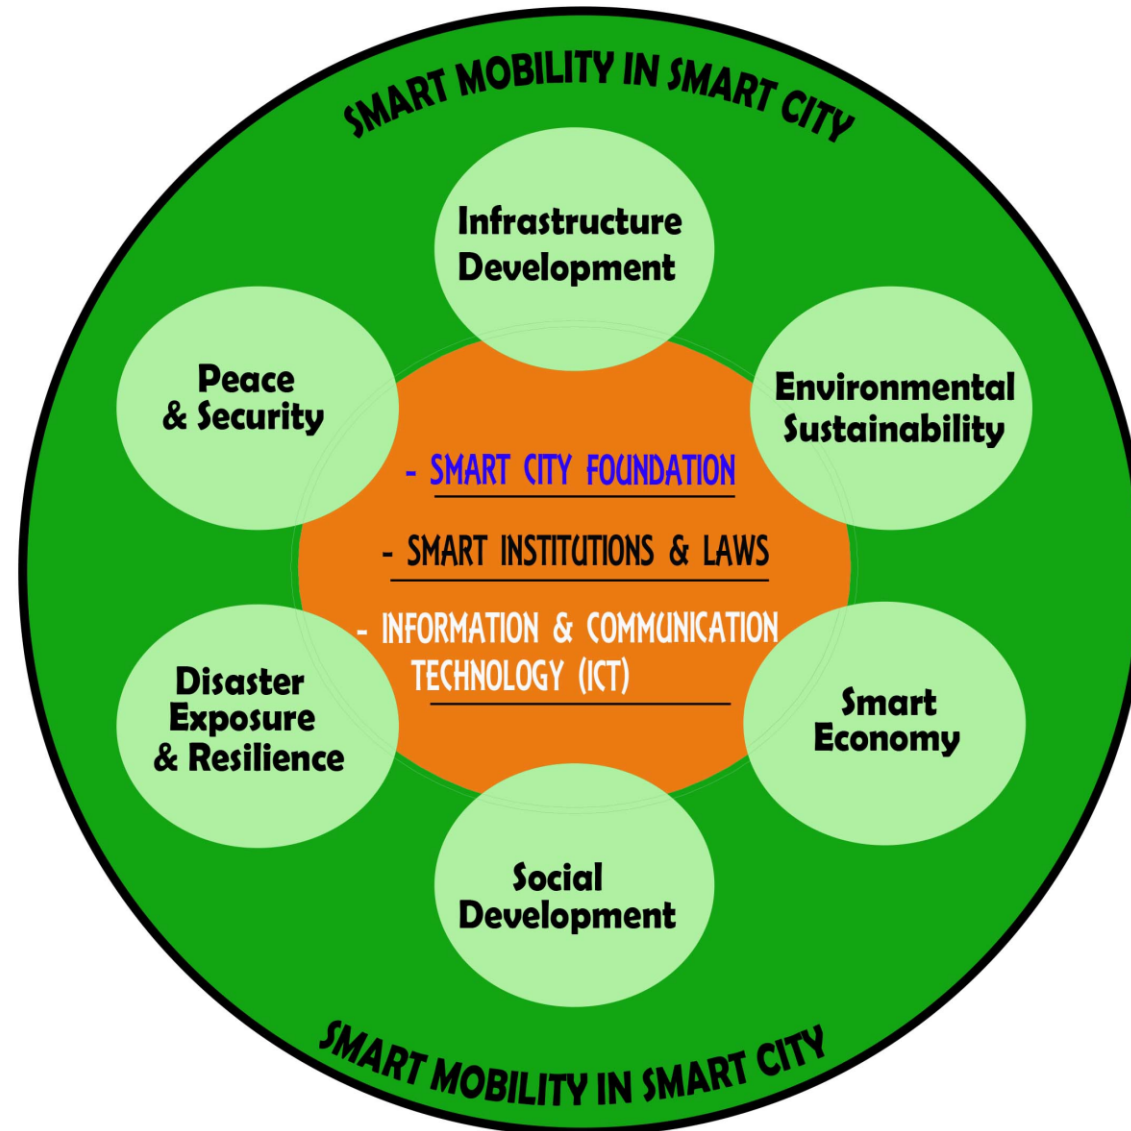 SMART MOBILITY IN SMART CITY
Infrastructure
Development
Peace
& Security
Environmental
Sustainability
- SMART CITY FOUNDATION
- SMART INSTITUTIONS & LAWS
- INFORMATION & COMMUNICATION
TECHNOLOGY (ICT)
Disaster
Exposure
& Resilience
Smart
Economy
Social
Development
SMART MOBILITY IN SMART CITY